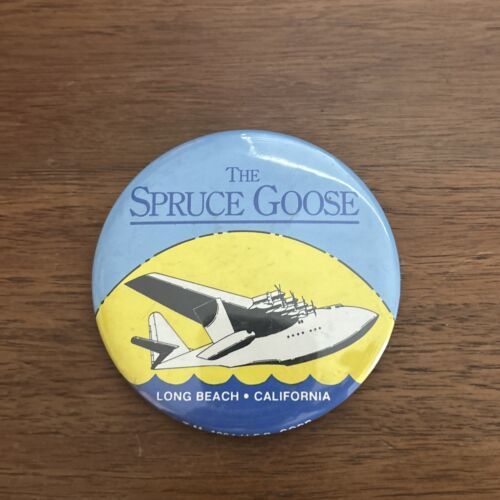 THE
SPRUCE GOOSE
LONG BEACH • CALIFORNIA